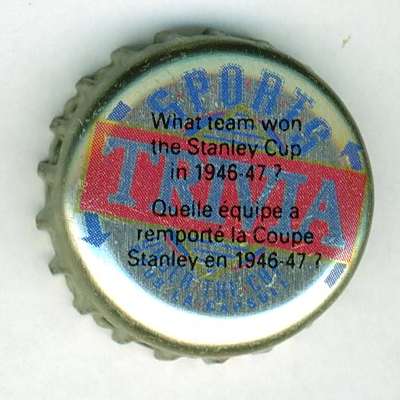 SPORTS
What team won
the Stanley Cup
in 1946-47 ?
TRIVIA
Quelle équipe a
remporté la Coupe
Stanley en 1946-47 ?